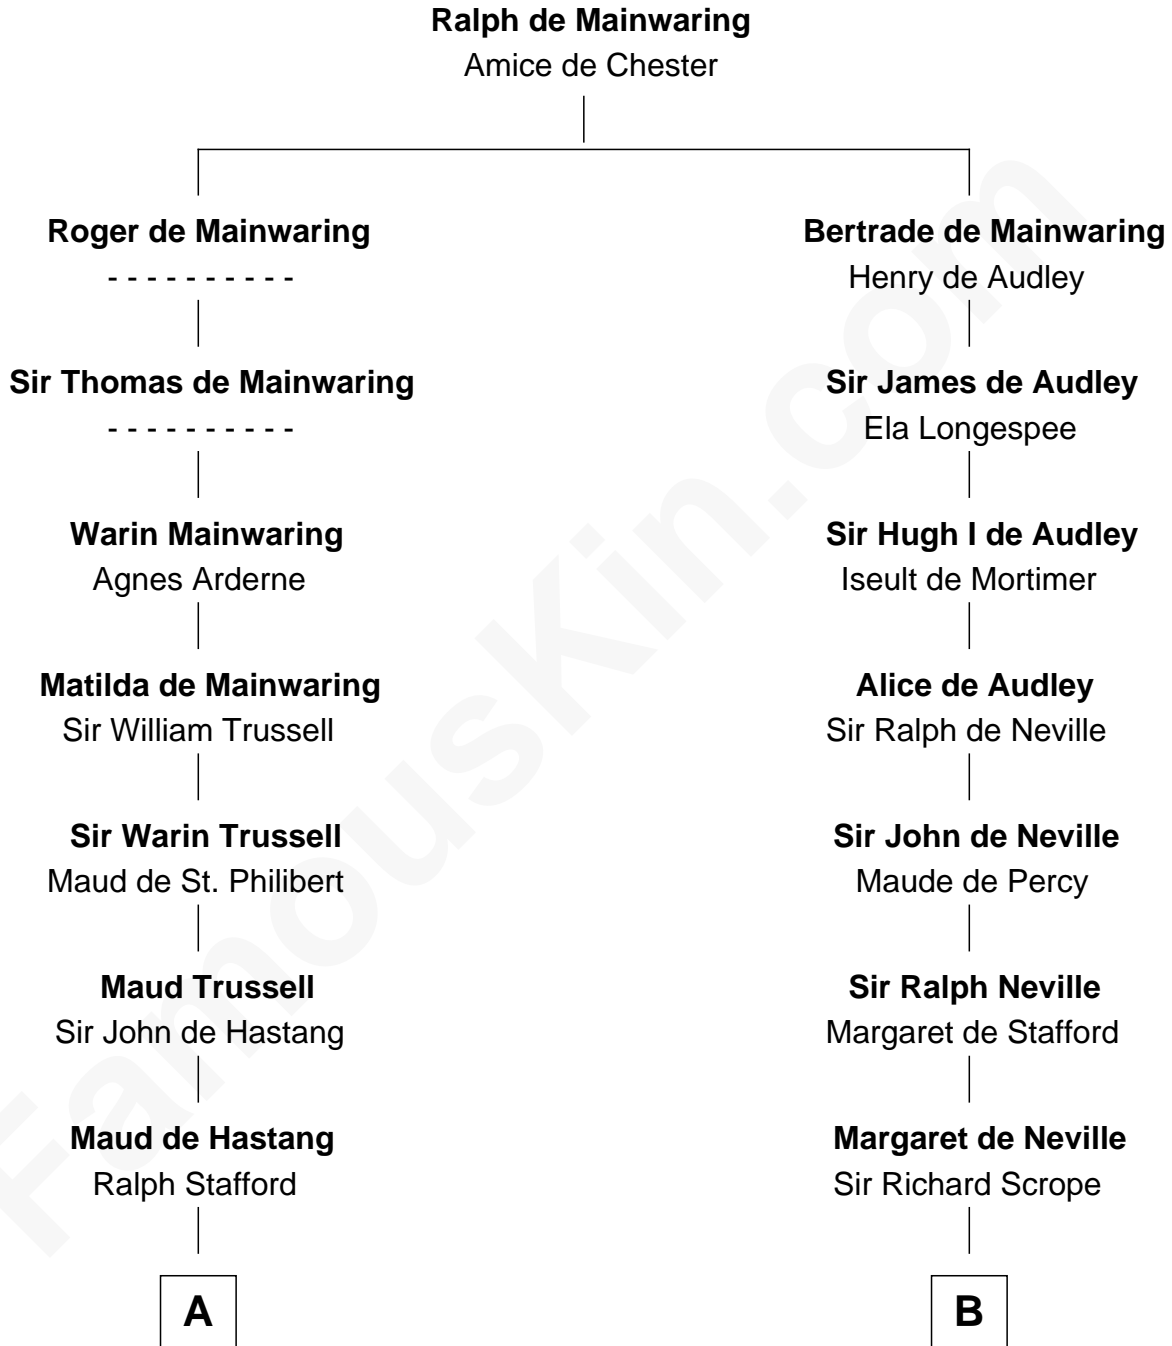 Ralph de Mainwaring
Amice de Chester
Roger de Mainwaring
- - - - - - - - - -
Sir Thomas de Mainwaring
- - - - - - - - - -
Warin Mainwaring
Agnes Arderne
Matilda de Mainwaring
Sir William Trussell
Sir Warin Trussell
Maud de St. Philibert
Maud Trussell
Sir John de Hastang
Maud de Hastang
Ralph Stafford
A
Bertrade de Mainwaring
Henry de Audley
Sir James de Audley
Ela Longespee
Sir Hugh I de Audley
Iseult de Mortimer
Alice de Audley
Sir Ralph de Neville
Sir John de Neville
Maude de Percy
Sir Ralph Neville
Margaret de Stafford
Margaret de Neville
Sir Richard Scrope
B
FamousKin.com